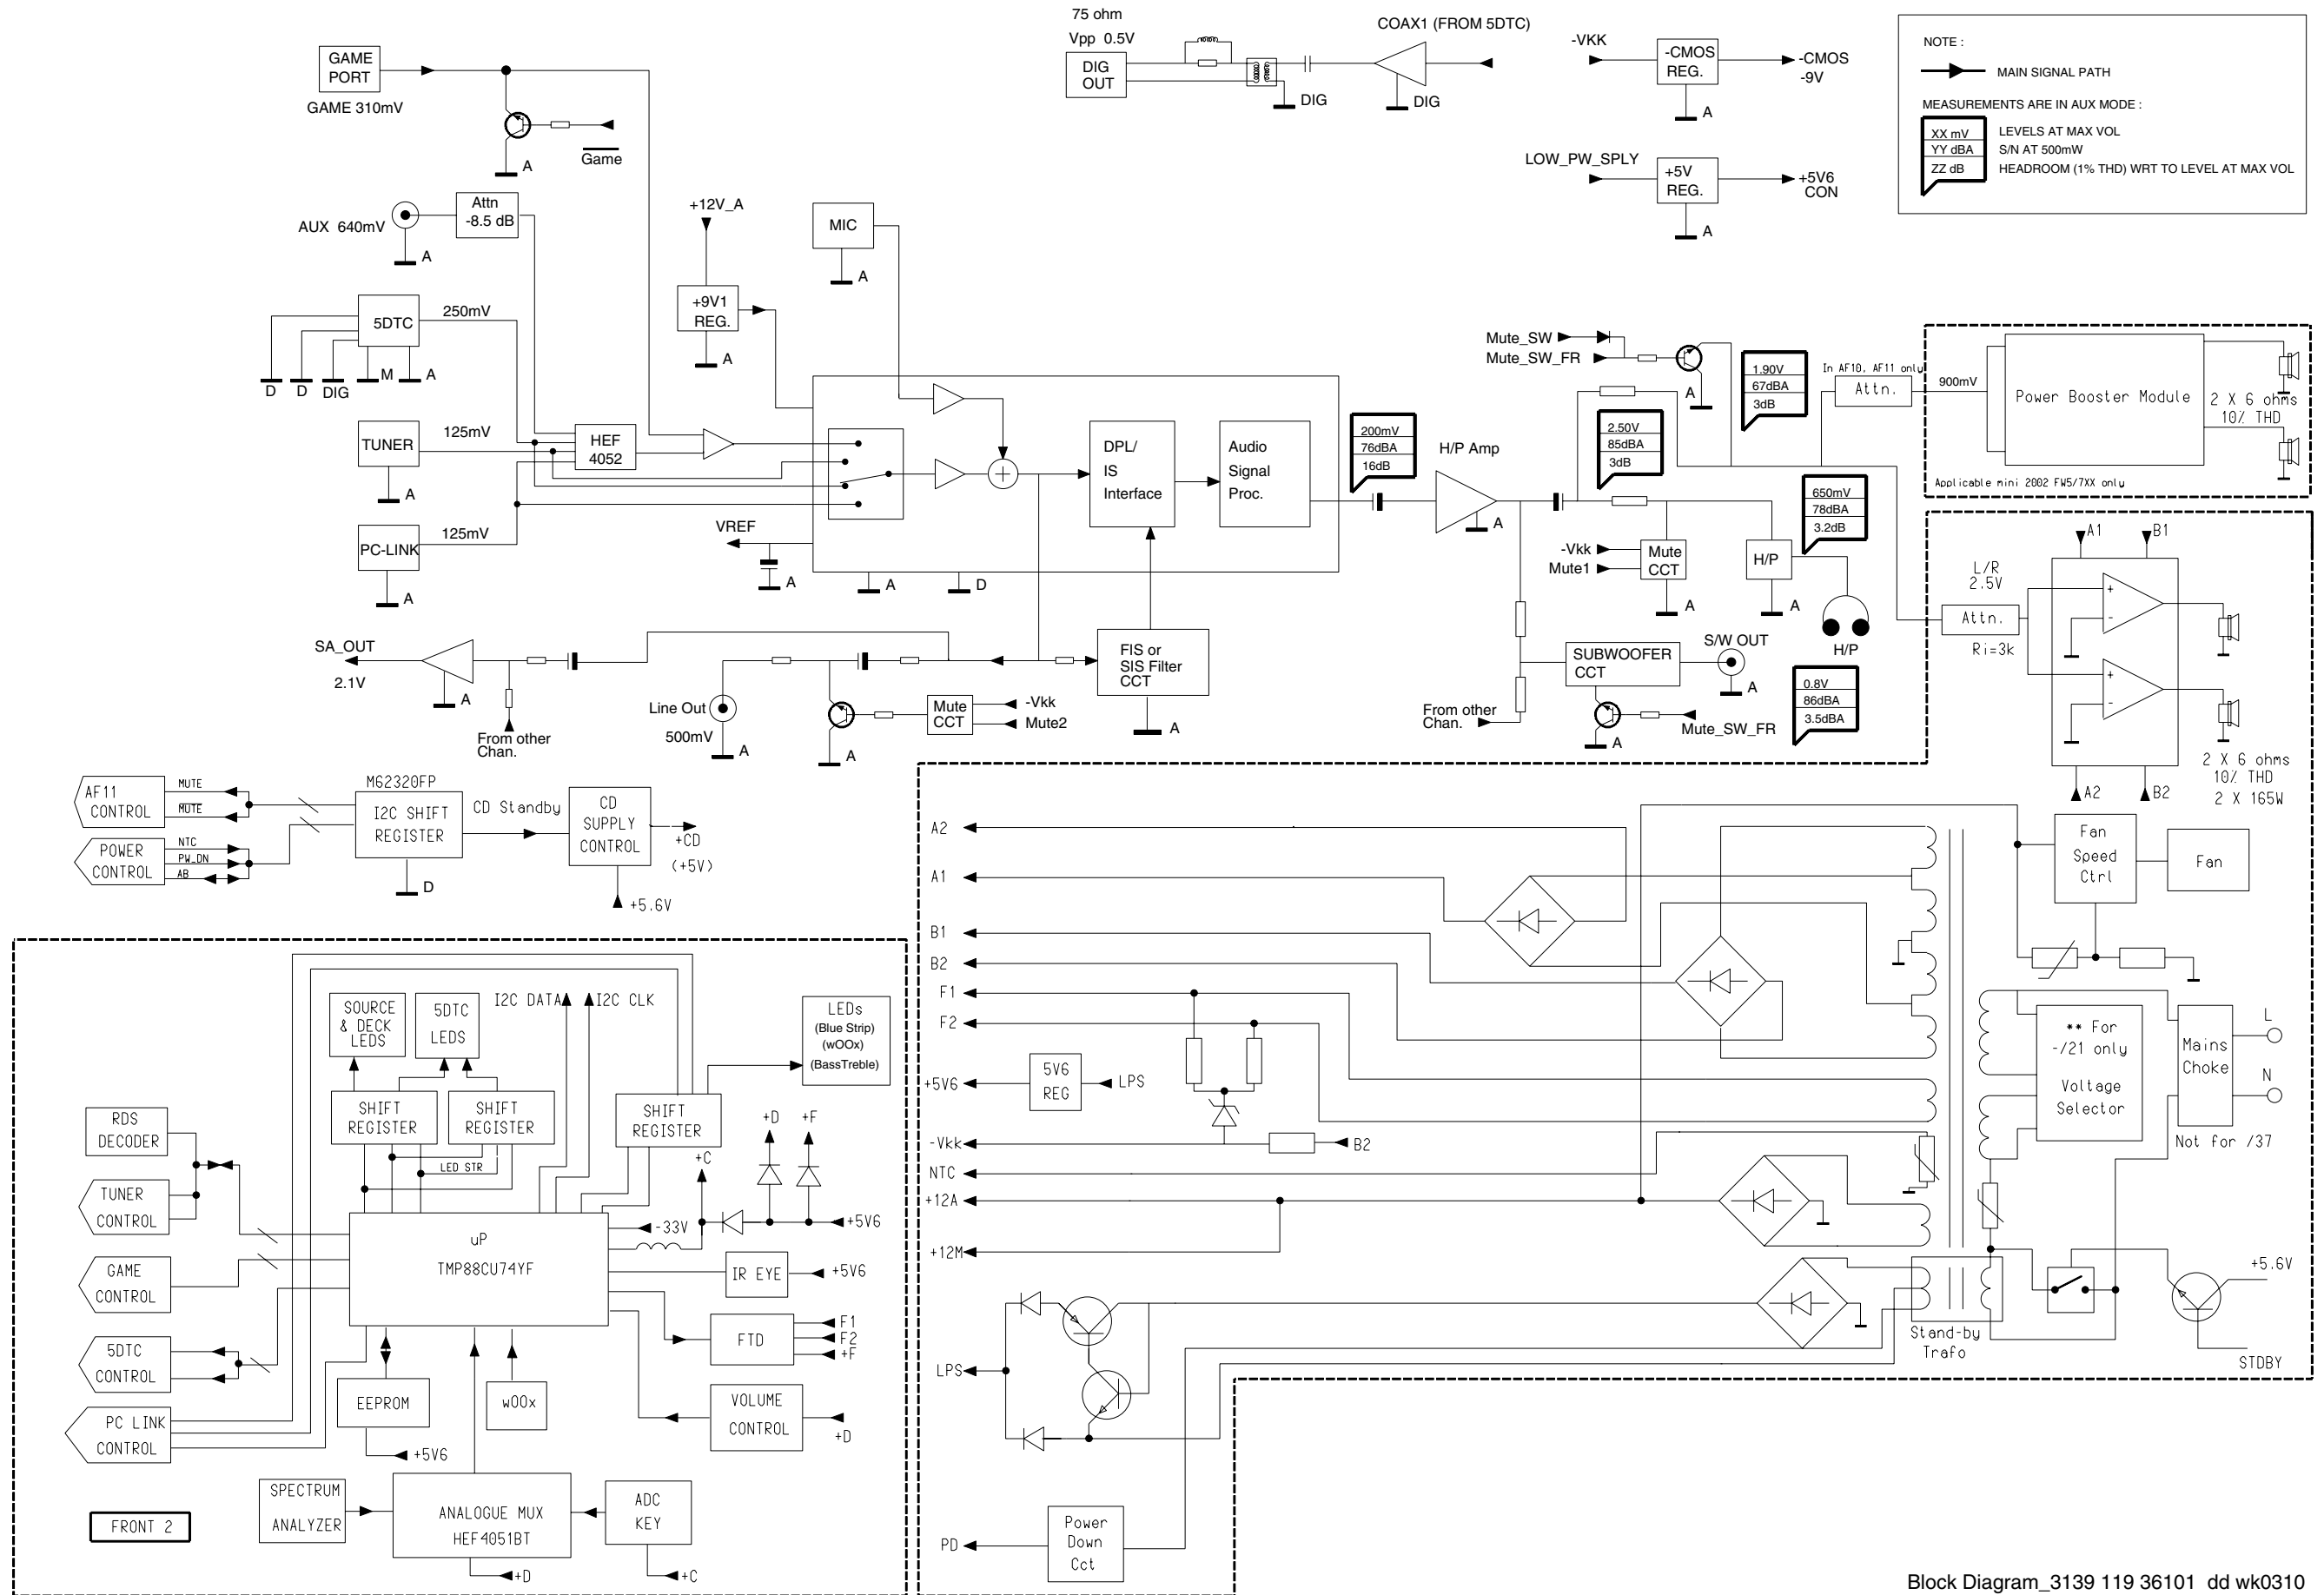 75 ohm
Vpp 0.5V
DIG
OUT
DIG
COAX1 (FROM 5DTC)
DIG
-VKK
-CMOS
REG.
-CMOS
-9V
A
LOW_PW_SPLY
+5V
REG.
+5V6
CON
A
NOTE :
MAIN SIGNAL PATH
MEASUREMENTS ARE IN AUX MODE :
XX mV
YY dBA
ZZ dB
LEVELS AT MAX VOL
S/N AT 500mW
HEADROOM (1% THD) WRT TO LEVEL AT MAX VOL
GAME
PORT
GAME 310mV
A
Game
AUX 640mV
Attn
-8.5 dB
A
5DTC
250mV
D
D
DIG
M
A
TUNER
125mV
A
PC-LINK
125mV
A
HEF
4052
+12V_A
+9V1
REG.
A
MIC
A
VREF
A
A
D
DPL/
IS
Interface
Audio
Signal
Proc.
200mV
76dBA
16dB
H/P Amp
A
Mute_SW
Mute_SW_FR
A
1.90V
67dBA
3dB
2.50V
85dBA
3dB
650mV
78dBA
3.2dB
-Vkk
Mute1
Mute
CCT
A
H/P
A
H/P
In AF10, AF11 only
Attn.
900mV
Power Booster Module
2 X 6 ohms
10% THD
Applicable mini 2002 FW5/7XX only
A1
B1
L/R
2.5V
Attn.
Ri=3k
+
-
+
-
A2
B2
2 X 6 ohms
10% THD
2 X 165W
SA_OUT
2.1V
A
From other
Chan.
Line Out
500mV
A
A
Mute
CCT
-Vkk
Mute2
FIS or
SIS Filter
CCT
A
From other
Chan.
SUBWOOFER
CCT
S/W OUT
A
A
Mute_SW_FR
0.8V
86dBA
3.5dBA
AF11
CONTROL
MUTE
MUTE
POWER
CONTROL
NTC
PW_DN
AB
M62320FP
I2C SHIFT
REGISTER
D
CD Standby
CD
SUPPLY
CONTROL
+CD
(+5V)
+5.6V
SOURCE
& DECK
LEDS
5DTC
LEDS
I2C DATA
I2C CLK
LEDs
(Blue Strip)
(wOOx)
(BassTreble)
RDS
DECODER
SHIFT
REGISTER
SHIFT
REGISTER
SHIFT
REGISTER
LED STR
+D
+F
+C
TUNER
CONTROL
uP
TMP88CU74YF
-33V
+5V6
GAME
CONTROL
IR EYE
+5V6
5DTC
CONTROL
FTD
F1
F2
+F
PC LINK
CONTROL
EEPROM
+5V6
wOOx
VOLUME
CONTROL
+D
SPECTRUM
ANALYZER
ANALOGUE MUX
HEF4051BT
+D
ADC
KEY
+C
FRONT 2
A2
A1
B1
B2
F1
F2
+5V6
5V6
REG
LPS
-Vkk
B2
NTC
+12A
+12M
LPS
PD
Power
Down
Cct
Fan
Speed
Ctrl
Fan
** For
-/21 only
Voltage
Selector
Mains
Choke
L
N
Not for /37
Stand-by
Trafo
+5.6V
STDBY
Block Diagram_3139 119 36101 dd wk0310